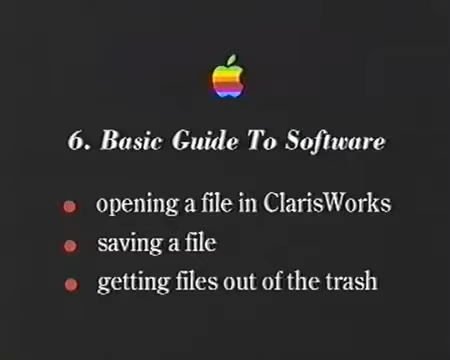 6. Basic Guide To Software
opening a file in ClarisWorks
saving a file
getting files out of the trash